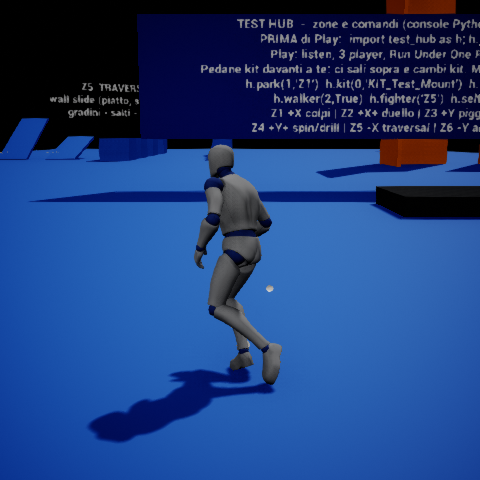 TEST HUB - zone e comandi (console Pytho
PRIMA di Play: import test_hub as h; h.
Play: listen, 3 player, Run Under One P
Pedane kit davanti a te: ci sali sopra e cambi kit. M
h.park(1,'Z1') h.kit(0,'KIT_Test_Mount') h.
h.walker(2,True) h.fighter('Z5') h.self
Z1 +X colpi | Z2 +X+ duello | Z3 +Y pigg
Z4 +Y+ spin/drill | Z5 -X traversal | Z6 -Y a
Z5 TRAVERS
wall slide (piatto, s
gradini - salti -